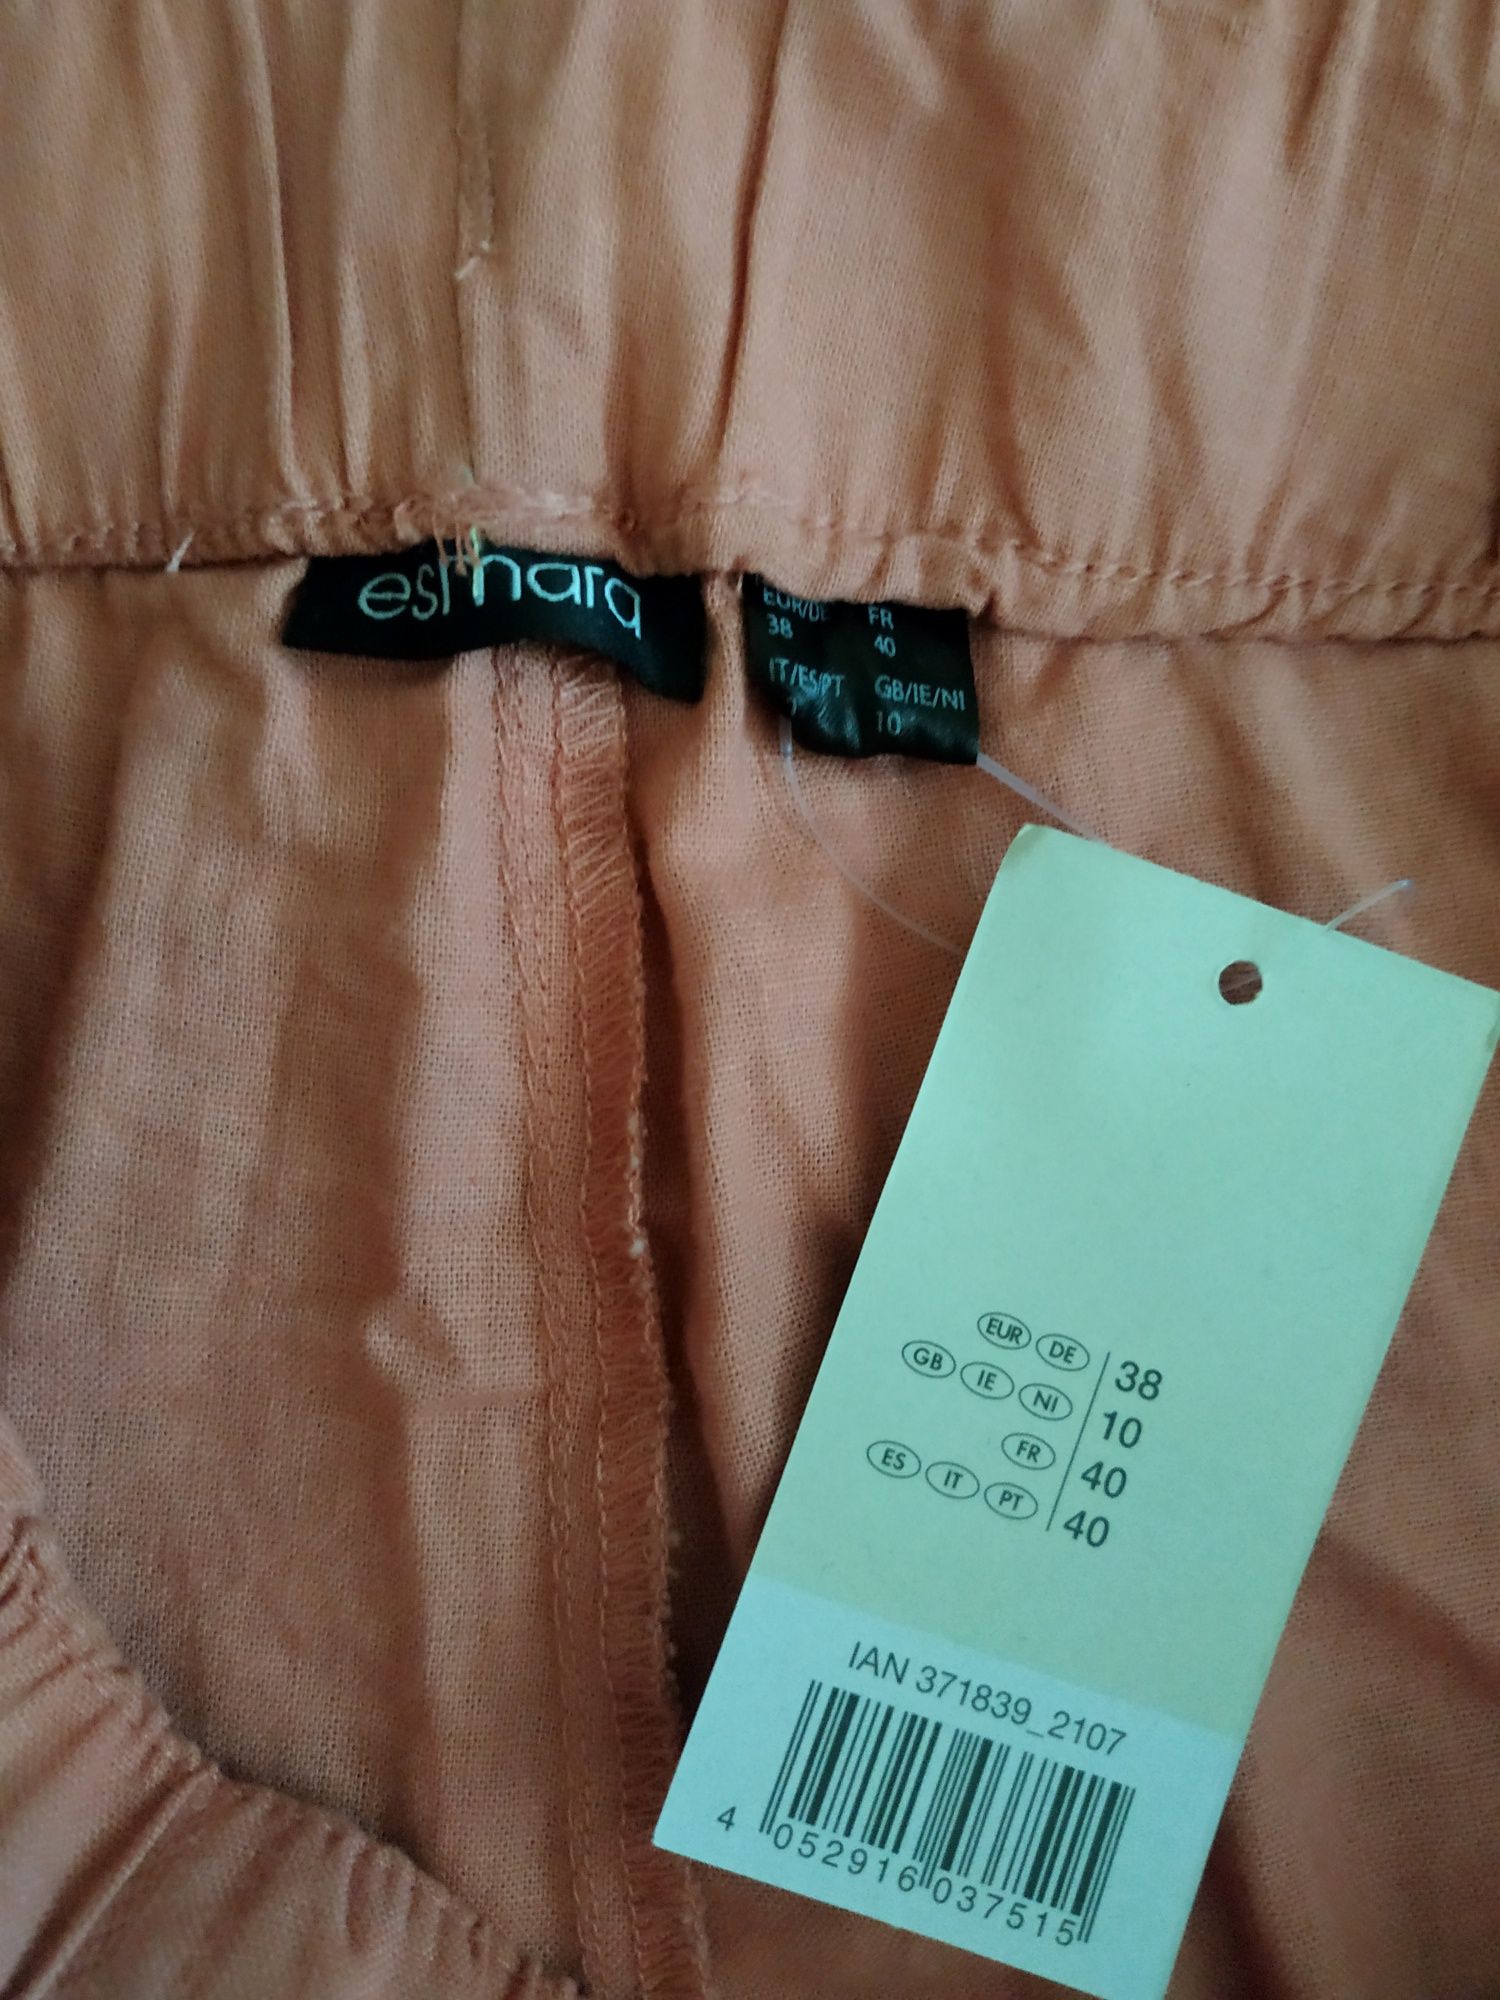 esmara
EUR/DE FR
38 40
IT/ES/PT GB/IE/NI
10
EUR DE 38
GB IE NI 10
FR 40
ES IT PT 40
IAN 371839_2107
4 052916 037515